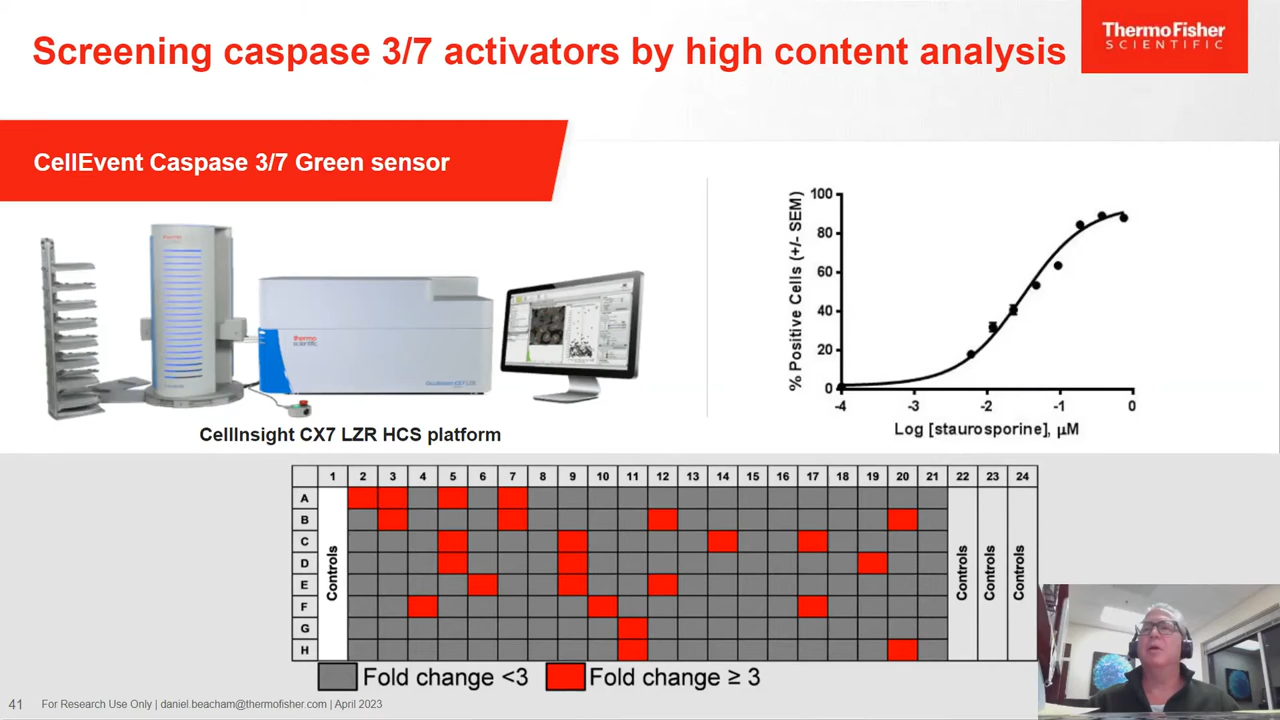 Screening caspase 3/7 activators by high content analysis
ThermoFisher
SCIENTIFIC
CellEvent Caspase 3/7 Green sensor
thermo
scientific
CellInsight CX7 LZR HCS platform
% Positive Cells (+/- SEM)
100
80
60
40
20
0
-4 -3 -2 -1 0
Log [staurosporine], μM
1 2 3 4 5 6 7 8 9 10 11 12 13 14 15 16 17 18 19 20 21 22 23 24
A
B
C
D
E
F
G
H
Controls
Controls
Controls
Controls
Fold change <3
Fold change ≥ 3
41 For Research Use Only | daniel.beacham@thermofisher.com | April 2023